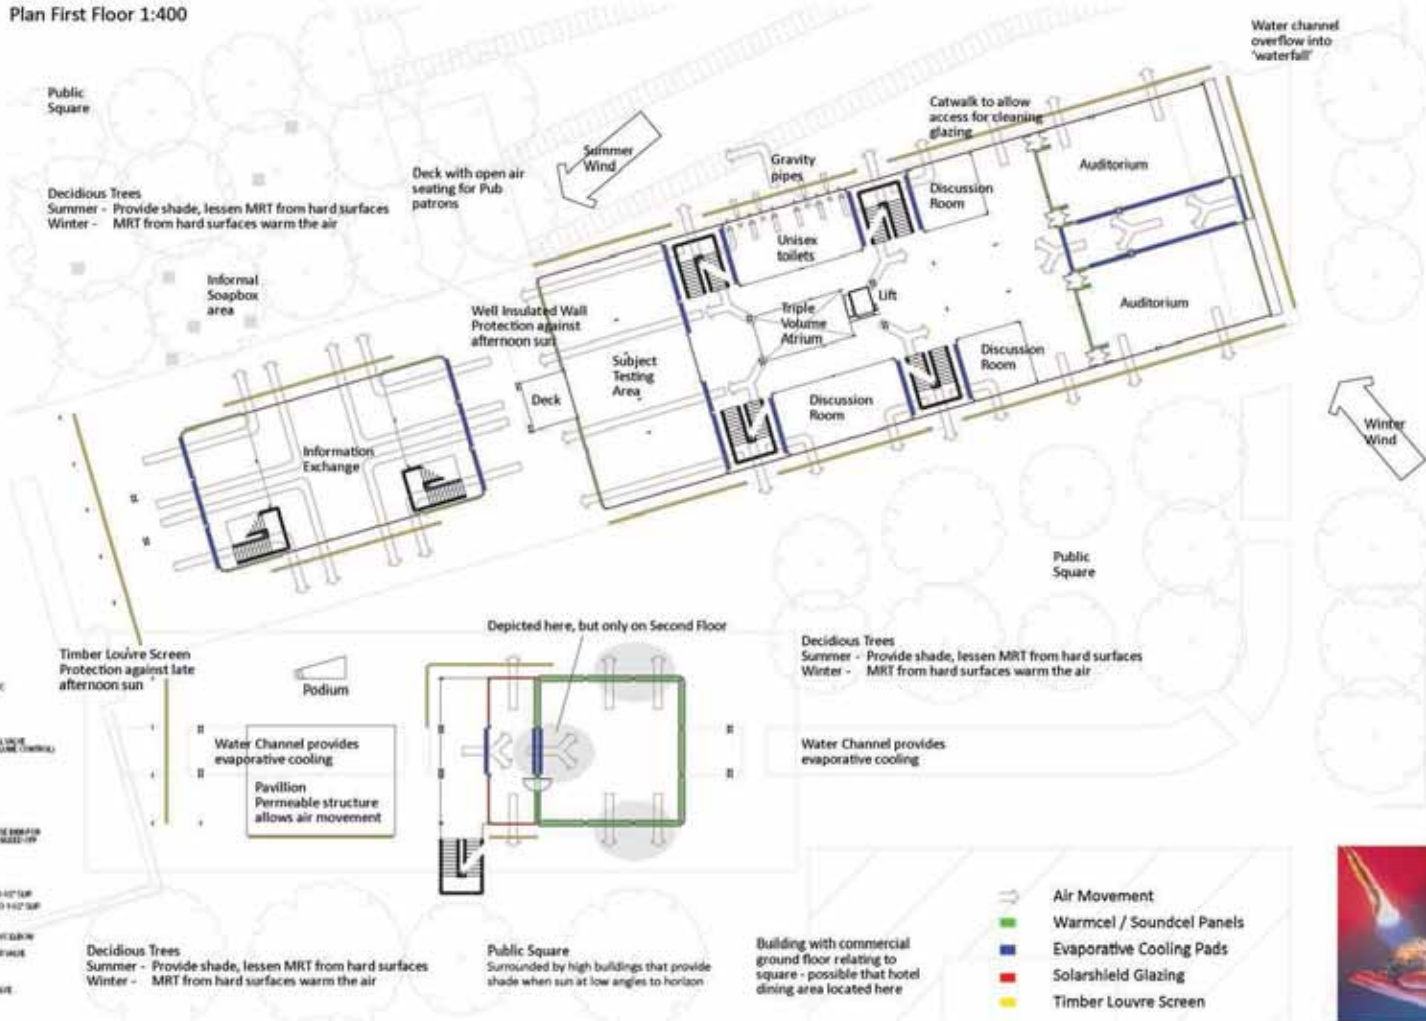 Plan First Floor 1:400
Water channel
overflow into
'waterfall'
Public
Square
Catwalk to allow
access for cleaning
glazing
Summer
Wind
Gravity
pipes
Auditorium
Deck with open air
seating for Pub
patrons
Decidious Trees
Summer - Provide shade, lessen MRT from hard surfaces
Winter - MRT from hard surfaces warm the air
Discussion
Room
Unisex
toilets
Informal
Soapbox
area
Lift
Auditorium
Well Insulated Wall
Protection against
afternoon sun
Triple
Volume
Atrium
Subject
Testing
Area
Discussion
Room
Deck
Discussion
Room
Winter
Wind
Information
Exchange
Public
Square
Depicted here, but only on Second Floor
Timber Louvre Screen
Protection against late
afternoon sun
Decidious Trees
Summer - Provide shade, lessen MRT from hard surfaces
Winter - MRT from hard surfaces warm the air
Podium
Water Channel provides
evaporative cooling
Water Channel provides
evaporative cooling
Pavillion
Permeable structure
allows air movement
Air Movement
Warmcel / Soundcel Panels
Evaporative Cooling Pads
Solarshield Glazing
Timber Louvre Screen
Decidious Trees
Summer - Provide shade, lessen MRT from hard surfaces
Winter - MRT from hard surfaces warm the air
Public Square
Surrounded by high buildings that provide
shade when sun at low angles to horizon
Building with commercial
ground floor relating to
square - possible that hotel
dining area located here